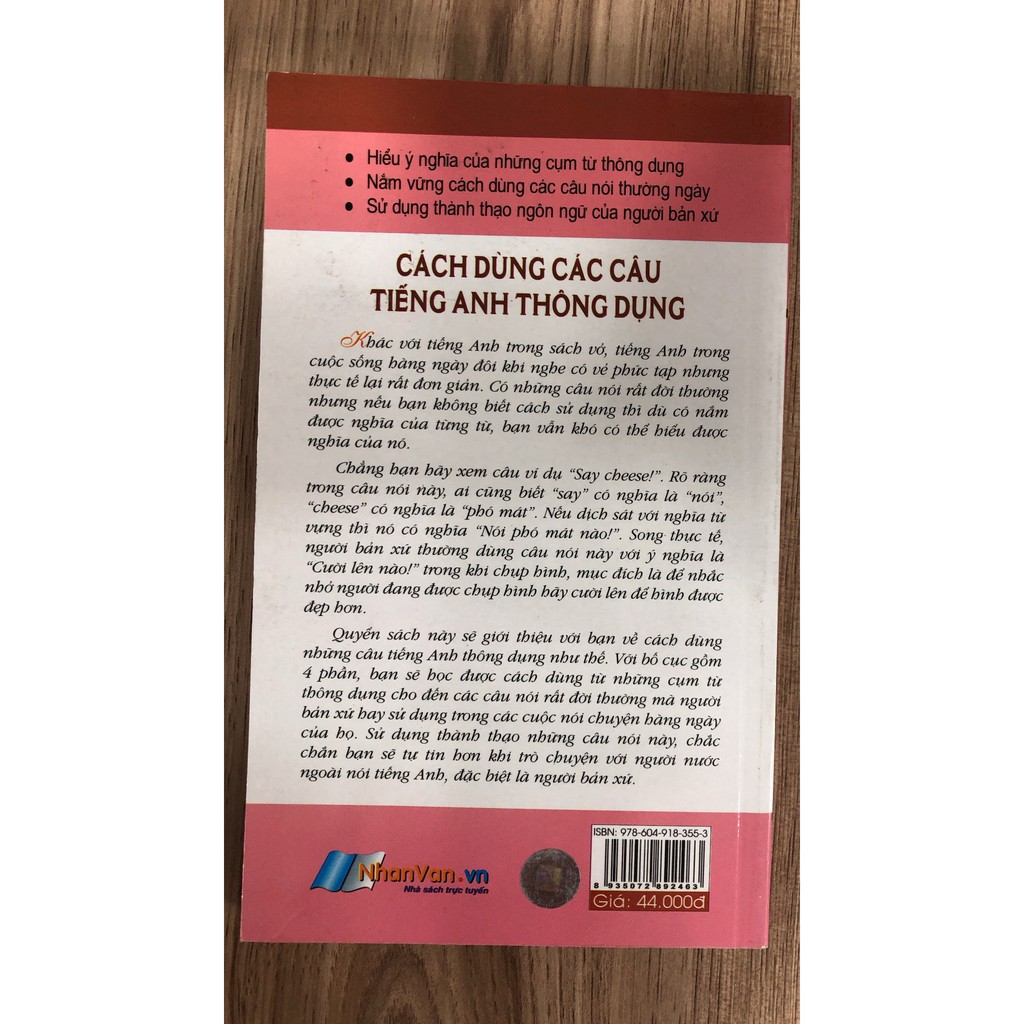 • Hiểu ý nghĩa của những cụm từ thông dụng
• Nắm vững cách dùng các câu nói thường ngày
• Sử dụng thành thạo ngôn ngữ của người bản xứ
CÁCH DÙNG CÁC CÂU
TIẾNG ANH THÔNG DỤNG
Khác với tiếng Anh trong sách vở, tiếng Anh trong
cuộc sống hàng ngày đôi khi nghe có vẻ phức tạp nhưng
thực tế lại rất đơn giản. Có những câu nói rất đời thường
nhưng nếu bạn không biết cách sử dụng thì dù có nắm
được nghĩa của từng từ, bạn vẫn khó có thể hiểu được
nghĩa của nó.
Chẳng hạn hãy xem câu ví dụ “Say cheese!”. Rõ ràng
trong câu nói này, ai cũng biết “say” có nghĩa là “nói”,
“cheese” có nghĩa là “phó mát”. Nếu dịch sát với nghĩa từ
vựng thì nó có nghĩa “Nói phó mát nào!”. Song thực tế,
người bản xứ thường dùng câu nói này với ý nghĩa là
“Cười lên nào!” trong khi chụp hình, mục đích là để nhắc
nhở người đang được chụp hình hãy cười lên để hình được
đẹp hơn.
Quyển sách này sẽ giới thiệu với bạn về cách dùng
những câu tiếng Anh thông dụng như thế. Với bố cục gồm
4 phần, bạn sẽ học được cách dùng từ những cụm từ
thông dụng cho đến các câu nói rất đời thường mà người
bản xứ hay sử dụng trong các cuộc nói chuyện hàng ngày
của họ. Sử dụng thành thạo những câu nói này, chắc
chắn bạn sẽ tự tin hơn khi trò chuyện với người nước
ngoài nói tiếng Anh, đặc biệt là người bản xứ.
NhanVan.vn
Nhà sách trực tuyến
ISBN: 978-604-918-355-3
8 935072 892463
Giá: 44.000đ